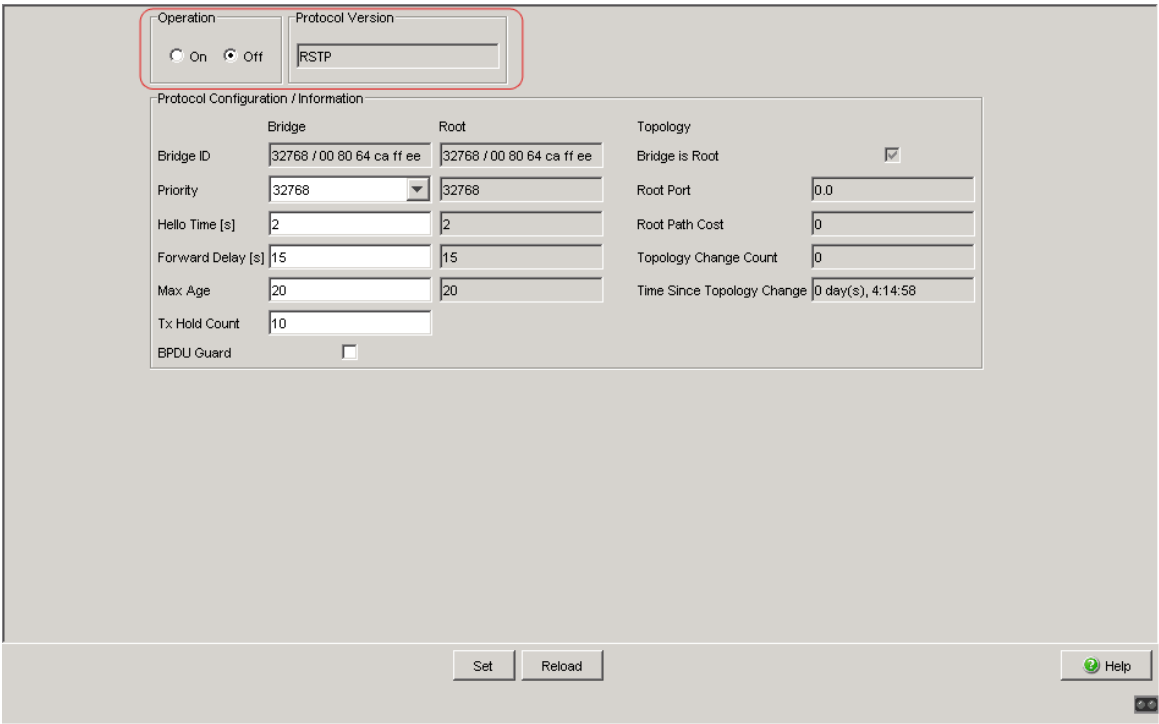 Operation Protocol Version
On Off RSTP
Protocol Configuration / Information
Bridge Root Topology
Bridge ID 32768 / 00 80 64 ca ff ee 32768 / 00 80 64 ca ff ee Bridge is Root
Priority 32768 32768 Root Port 0.0
Hello Time [s] 2 2 Root Path Cost 0
Forward Delay [s] 15 15 Topology Change Count 0
Max Age 20 20 Time Since Topology Change 0 day(s), 4:14:58
Tx Hold Count 10
BPDU Guard
Set Reload Help